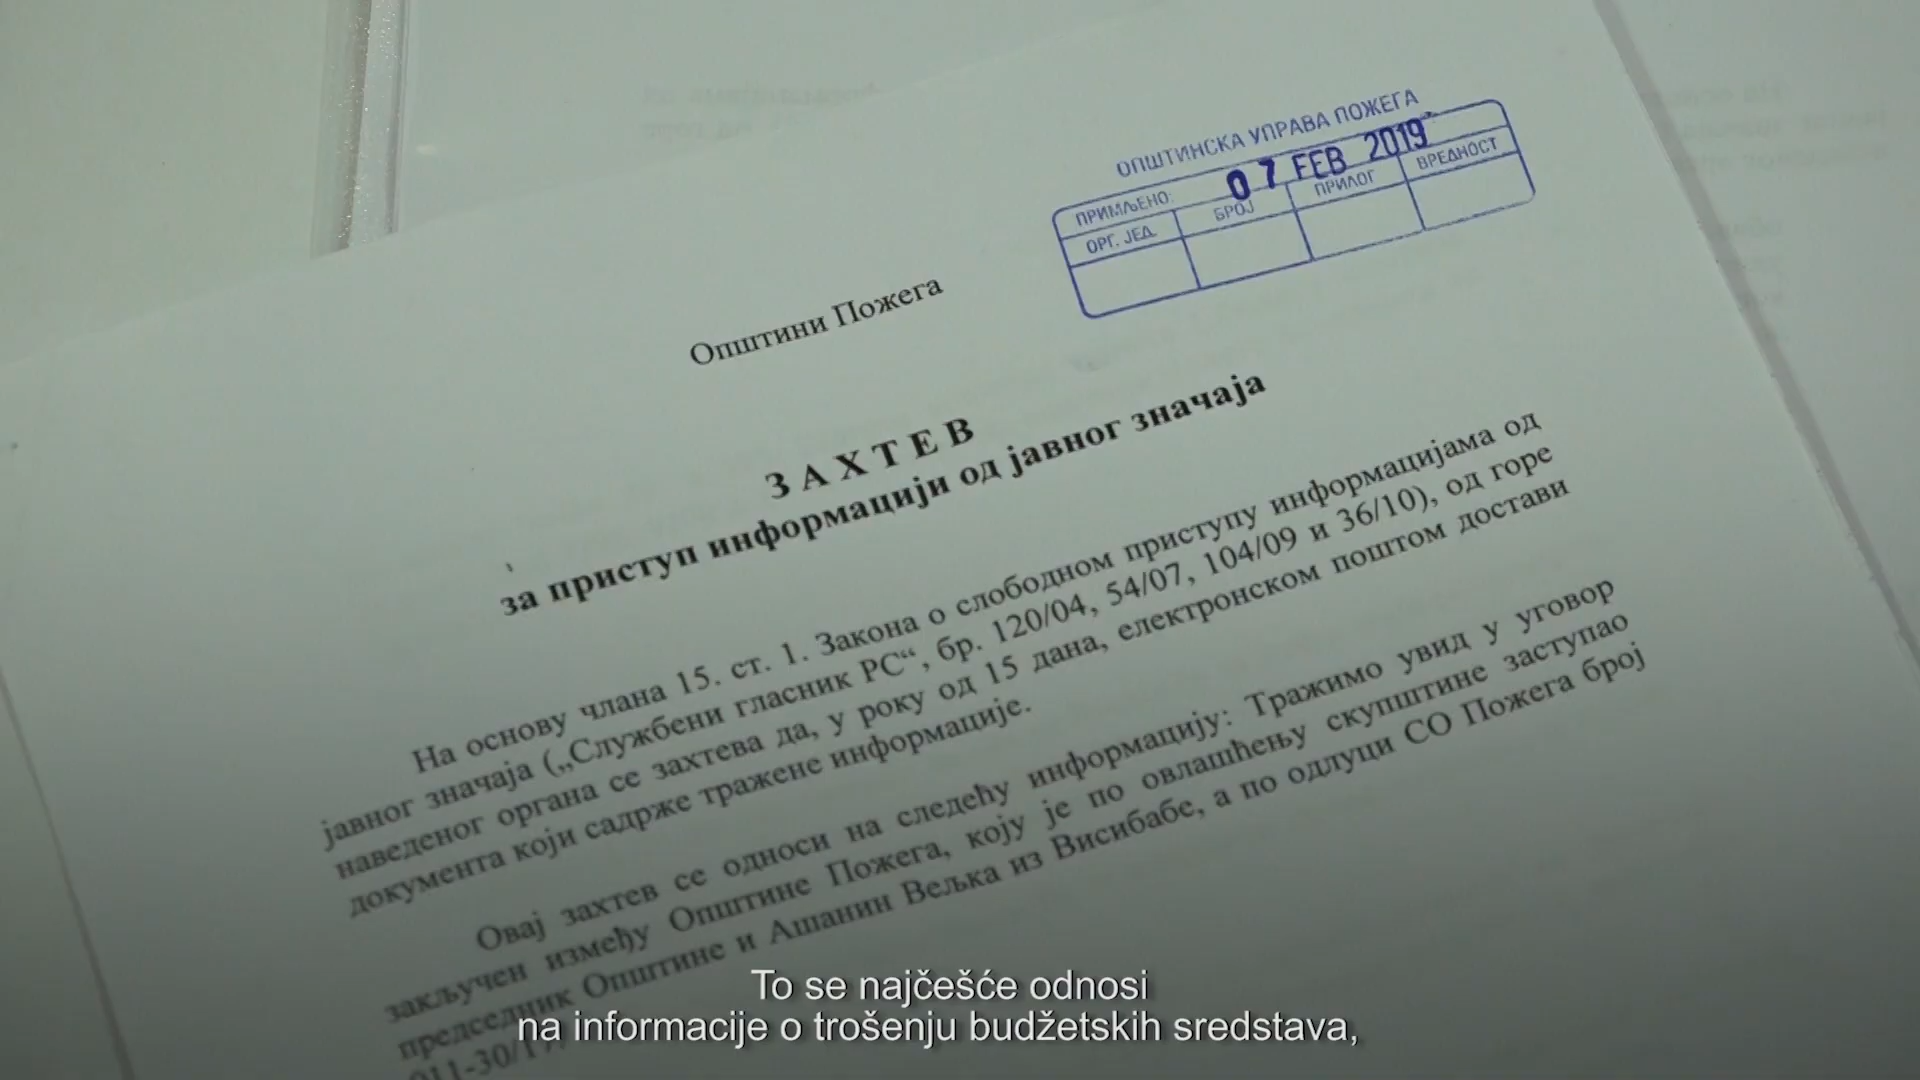 ОПШТИНСКА УПРАВА ПОЖЕГА
ПРИМЉЕНО: 07 FEB 2019
ОРГ. ЈЕД. БРОЈ ПРИЛОГ ВРЕДНОСТ
Општини Пожега
З А Х Т Е В
за приступ информацији од јавног значаја
На основу члана 15. ст. 1. Закона о слободном приступу информацијама од
јавног значаја („Службени гласник РС“, бр. 120/04, 54/07, 104/09 и 36/10), од горе
наведеног органа се захтева да, у року од 15 дана, електронском поштом достави
документа који садрже тражене информације.
Овај захтев се односи на следећу информацију: Тражимо увид у уговор
закључен између Општине Пожега, коју је по овлашћењу скупштине заступао
председник Општине и Ашанин Вељка из Висибабе, а по одлуци СО Пожега број
011-30/17.
To se najčešće odnosi
na informacije o trošenju budžetskih sredstava,